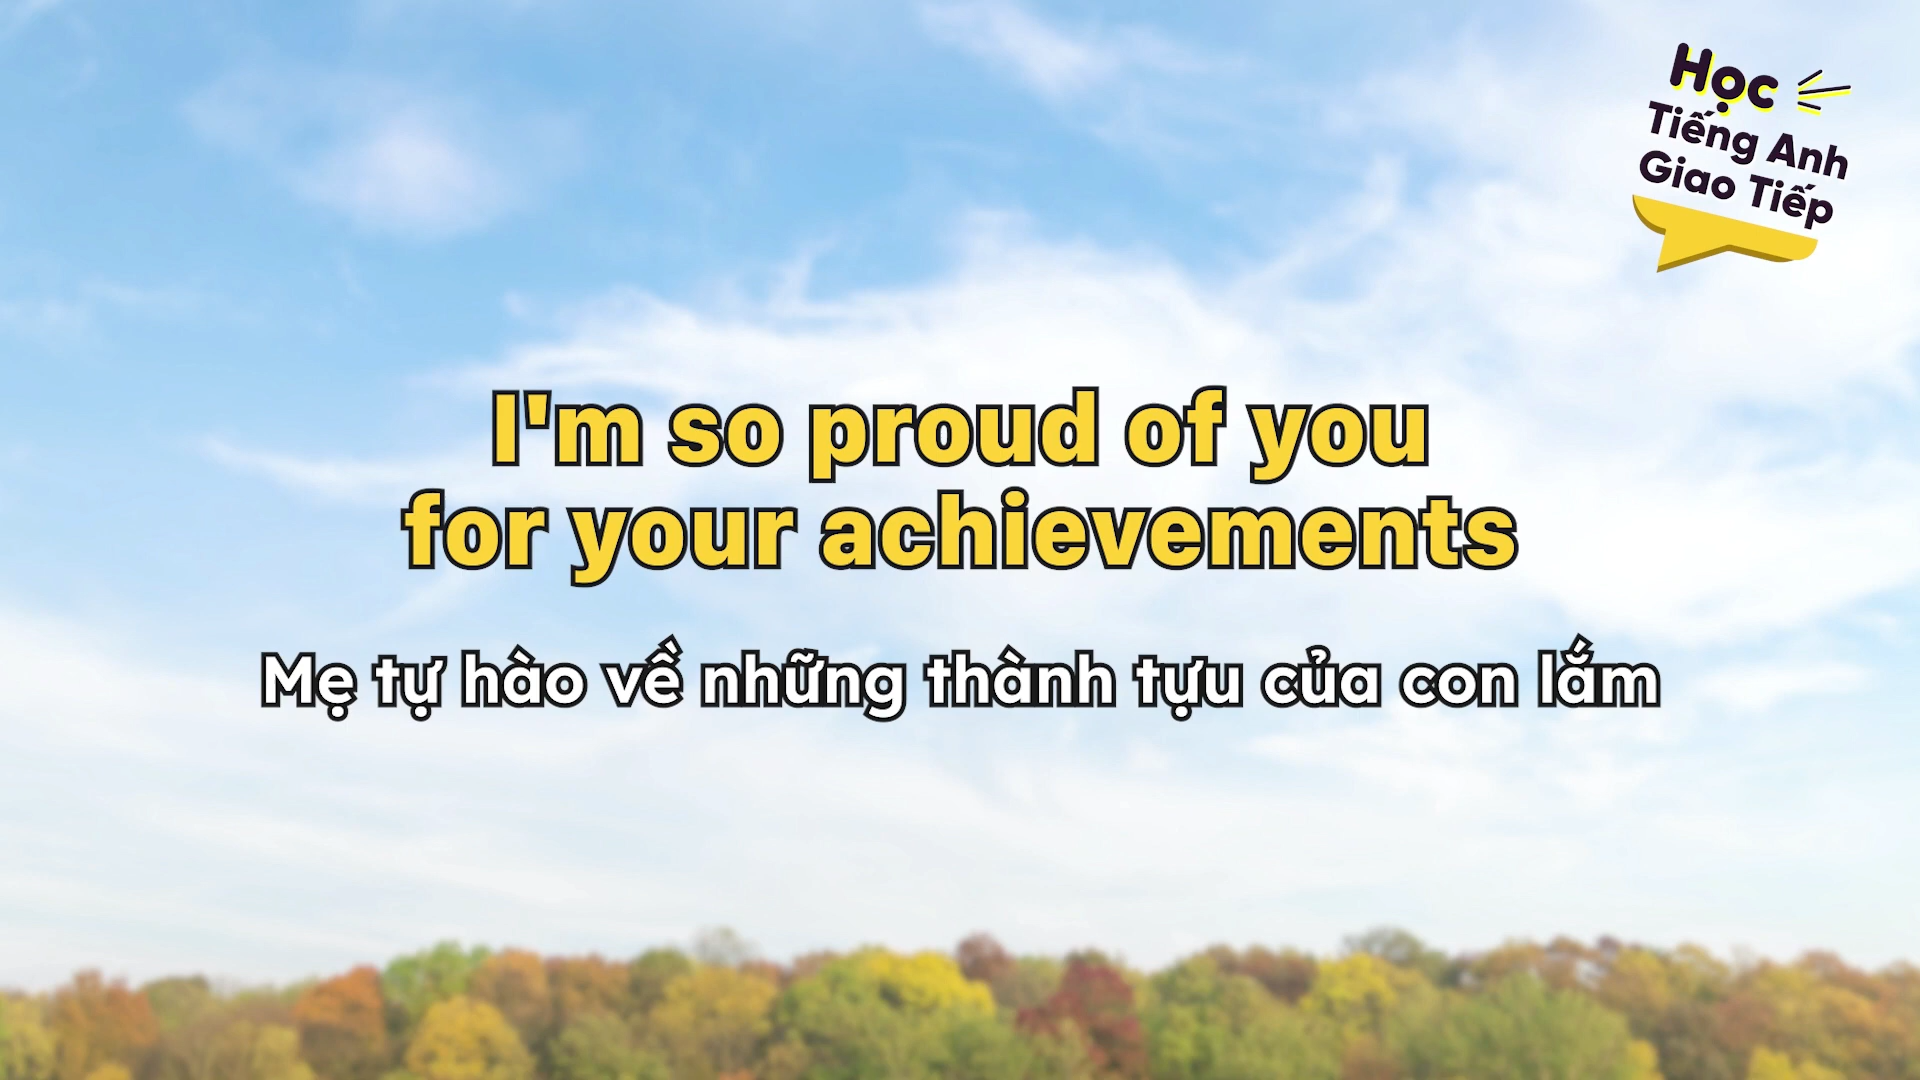 Học
Tiếng Anh
Giao Tiếp
I'm so proud of you
for your achievements
Mẹ tự hào về những thành tựu của con lắm